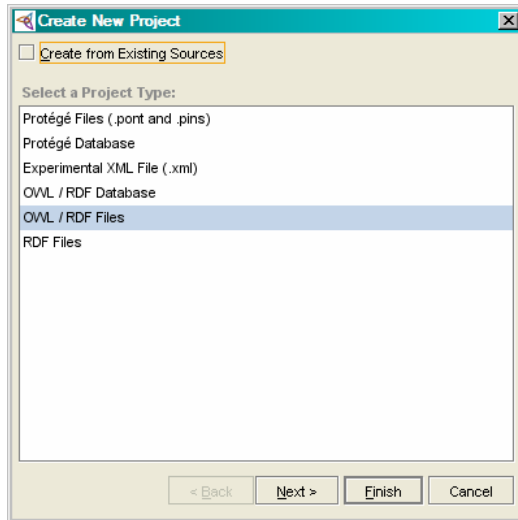 Create New Project
Create from Existing Sources
Select a Project Type:
Protégé Files (.pont and .pins)
Protégé Database
Experimental XML File (.xml)
OWL / RDF Database
OWL / RDF Files
RDF Files
< Back Next > Finish Cancel